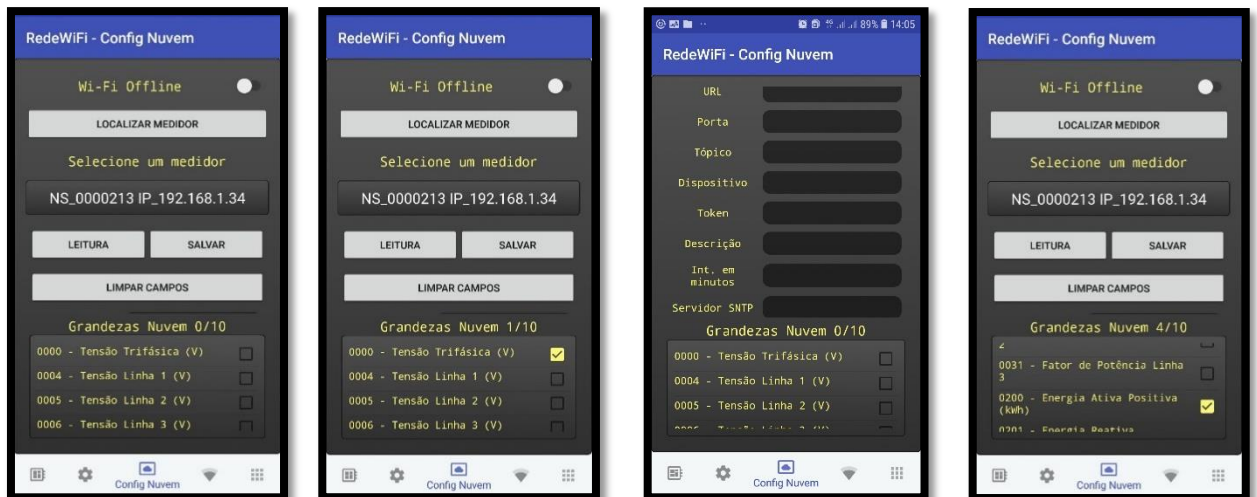 RedeWiFi - Config Nuvem
Wi-Fi Offline
LOCALIZAR MEDIDOR
Selecione um medidor
NS_0000213 IP_192.168.1.34
LEITURA SALVAR
LIMPAR CAMPOS
Grandezas Nuvem 0/10
0000 - Tensão Trifásica (V)
0004 - Tensão Linha 1 (V)
0005 - Tensão Linha 2 (V)
0006 - Tensão Linha 3 (V)
Config Nuvem
RedeWiFi - Config Nuvem
Wi-Fi Offline
LOCALIZAR MEDIDOR
Selecione um medidor
NS_0000213 IP_192.168.1.34
LEITURA SALVAR
LIMPAR CAMPOS
Grandezas Nuvem 1/10
0000 - Tensão Trifásica (V)
0004 - Tensão Linha 1 (V)
0005 - Tensão Linha 2 (V)
0006 - Tensão Linha 3 (V)
Config Nuvem
89% 14:05
RedeWiFi - Config Nuvem
URL
Porta
Tópico
Dispositivo
Token
Descrição
Int. em
minutos
Servidor SNTP
Grandezas Nuvem 0/10
0000 - Tensão Trifásica (V)
0004 - Tensão Linha 1 (V)
0005 - Tensão Linha 2 (V)
Config Nuvem
RedeWiFi - Config Nuvem
Wi-Fi Offline
LOCALIZAR MEDIDOR
Selecione um medidor
NS_0000213 IP_192.168.1.34
LEITURA SALVAR
LIMPAR CAMPOS
Grandezas Nuvem 4/10
2
0031 - Fator de Potência Linha
3
0200 - Energia Ativa Positiva
(kWh)
0201 - Energia Reativa
Config Nuvem